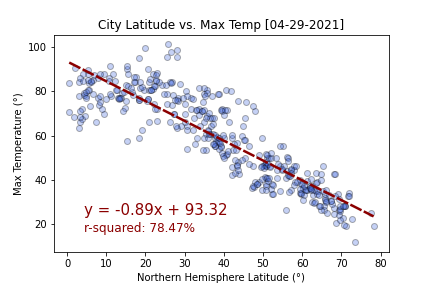 City Latitude vs. Max Temp [04-29-2021]
Max Temperature (°)
100
80
60
40
20
y = -0.89x + 93.32
r-squared: 78.47%
0 10 20 30 40 50 60 70 80
Northern Hemisphere Latitude (°)